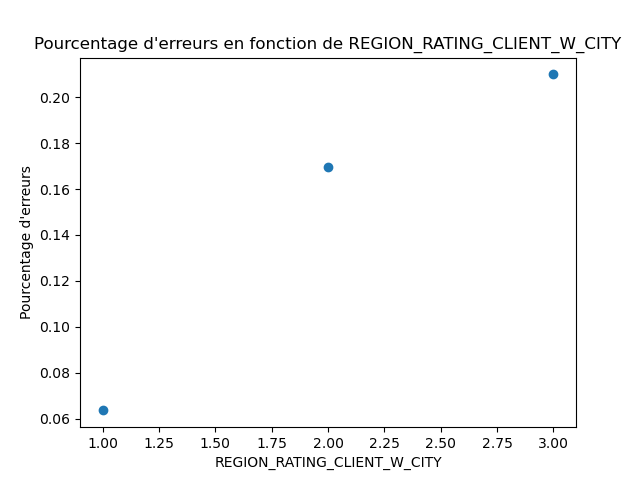 Pourcentage d'erreurs en fonction de REGION_RATING_CLIENT_W_CITY
0.20
0.18
0.16
0.14
0.12
0.10
0.08
0.06
Pourcentage d'erreurs
1.00 1.25 1.50 1.75 2.00 2.25 2.50 2.75 3.00
REGION_RATING_CLIENT_W_CITY